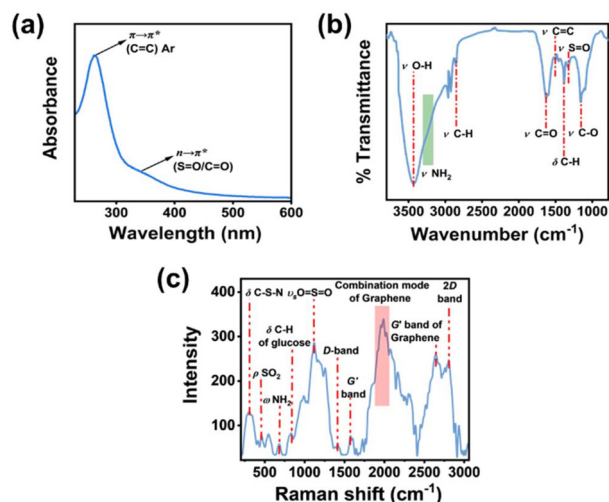 (a)
π→π*
(C=C) Ar
n→π*
(S=O/C=O)
Absorbance
300 400 500 600
Wavelength (nm)
(b)
ν C=C
ν O-H
ν S=O
ν C-H
ν C=O
ν C-O
ν NH2
δ C-H
% Transmittance
3500 3000 2500 2000 1500 1000
Wavenumber (cm-1)
(c)
Combination mode
of Graphene
2D
band
δ C-S-N
υsO=S=O
G' band of
Graphene
δ C-H
of glucose
D-band
ρ SO2
G'
band
ω NH2
Intensity
400
300
200
100
500 1000 1500 2000 2500 3000
Raman shift (cm-1)